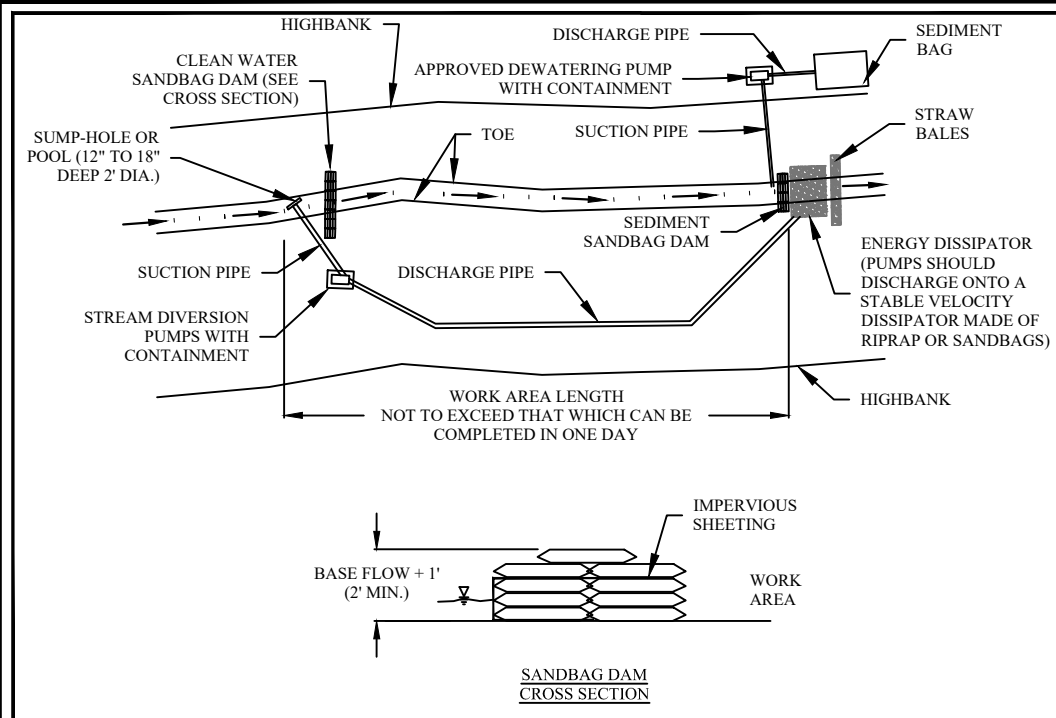 HIGHBANK
CLEAN WATER
SANDBAG DAM (SEE
CROSS SECTION)
SUMP-HOLE OR
POOL (12" TO 18"
DEEP 2' DIA.)
DISCHARGE PIPE
APPROVED DEWATERING PUMP
WITH CONTAINMENT
SEDIMENT
BAG
TOE
SUCTION PIPE
STRAW
BALES
SEDIMENT
SANDBAG DAM
SUCTION PIPE
DISCHARGE PIPE
STREAM DIVERSION
PUMPS WITH
CONTAINMENT
ENERGY DISSIPATOR
(PUMPS SHOULD
DISCHARGE ONTO A
STABLE VELOCITY
DISSIPATOR MADE OF
RIPRAP OR SANDBAGS)
WORK AREA LENGTH
NOT TO EXCEED THAT WHICH CAN BE
COMPLETED IN ONE DAY
HIGHBANK
IMPERVIOUS
SHEETING
BASE FLOW + 1'
(2' MIN.)
WORK
AREA
SANDBAG DAM
CROSS SECTION